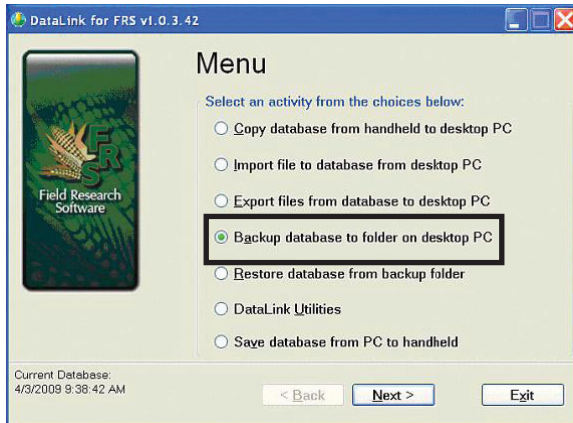 DataLink for FRS v1.0.3.42
Menu
Select an activity from the choices below:
Copy database from handheld to desktop PC
Import file to database from desktop PC
Export files from database to desktop PC
Backup database to folder on desktop PC
Restore database from backup folder
DataLink Utilities
Save database from PC to handheld
FRS
Field Research
Software
Current Database:
4/3/2009 9:38:42 AM
< Back
Next >
Exit